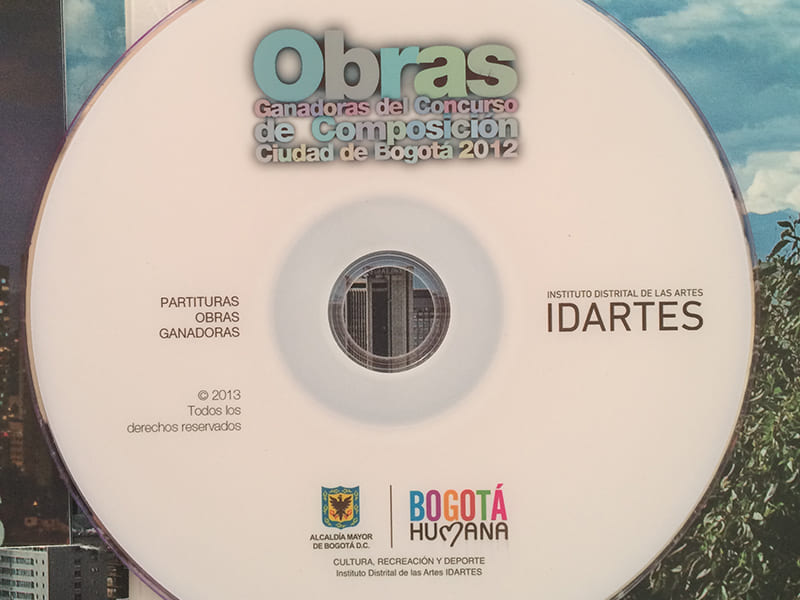 Obras
Ganadoras del Concurso
de Composición
Ciudad de Bogotá 2012
PARTITURAS
OBRAS
GANADORAS
© 2013
Todos los
derechos reservados
INSTITUTO DISTRITAL DE LAS ARTES
IDARTES
ALCALDÍA MAYOR
DE BOGOTÁ D.C.
BOGOTÁ
HUMANA
CULTURA, RECREACIÓN Y DEPORTE
Instituto Distrital de las Artes IDARTES